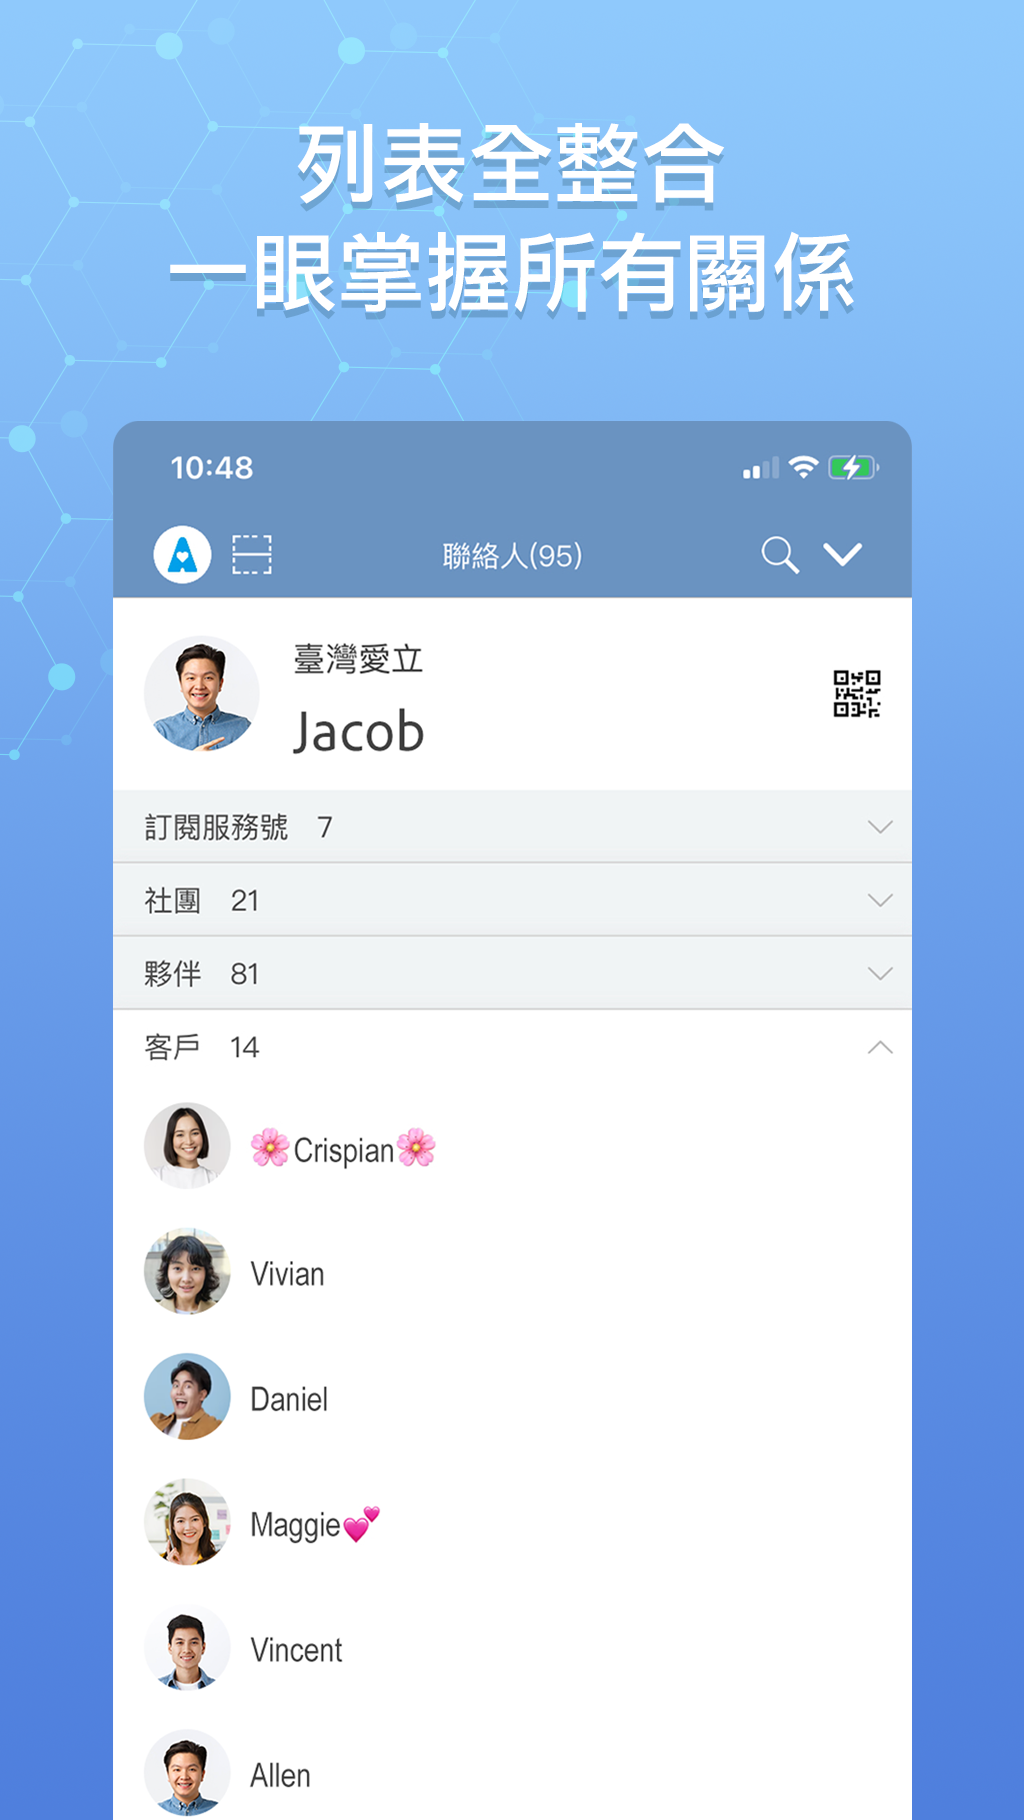 列表全整合
一眼掌握所有關係
10:48
聯絡人(95)
臺灣愛立
Jacob
訂閱服務號 7
社團 21
夥伴 81
客戶 14
🌸Crispian🌸
Vivian
Daniel
Maggie💕
Vincent
Allen